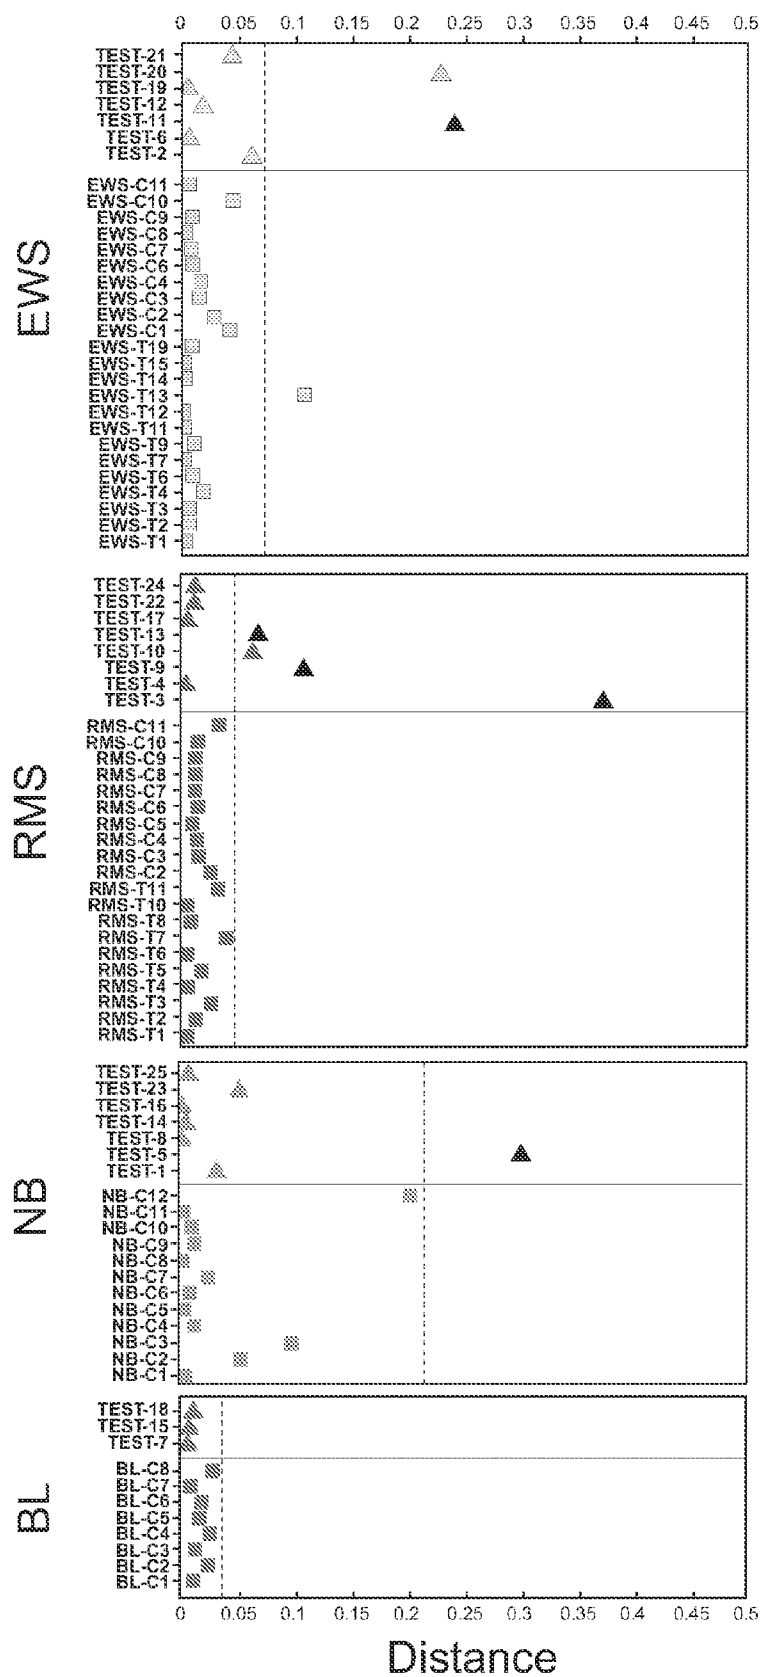 0 0.05 0.1 0.15 0.2 0.25 0.3 0.35 0.4 0.45 0.5
EWS
TEST-21
TEST-20
TEST-19
TEST-12
TEST-11
TEST-6
TEST-2
EWS-C11
EWS-C10
EWS-C9
EWS-C8
EWS-C7
EWS-C6
EWS-C4
EWS-C3
EWS-C2
EWS-C1
EWS-T19
EWS-T15
EWS-T14
EWS-T13
EWS-T12
EWS-T11
EWS-T9
EWS-T7
EWS-T6
EWS-T4
EWS-T3
EWS-T2
EWS-T1
RMS
TEST-24
TEST-22
TEST-17
TEST-13
TEST-10
TEST-9
TEST-4
TEST-3
RMS-C11
RMS-C10
RMS-C9
RMS-C8
RMS-C7
RMS-C6
RMS-C5
RMS-C4
RMS-C3
RMS-C2
RMS-T11
RMS-T10
RMS-T8
RMS-T7
RMS-T6
RMS-T5
RMS-T4
RMS-T3
RMS-T2
RMS-T1
NB
TEST-25
TEST-23
TEST-16
TEST-14
TEST-8
TEST-5
TEST-1
NB-C12
NB-C11
NB-C10
NB-C9
NB-C8
NB-C7
NB-C6
NB-C5
NB-C4
NB-C3
NB-C2
NB-C1
BL
TEST-18
TEST-15
TEST-7
BL-C8
BL-C7
BL-C6
BL-C5
BL-C4
BL-C3
BL-C2
BL-C1
0 0.05 0.1 0.15 0.2 0.25 0.3 0.35 0.4 0.45 0.5
Distance